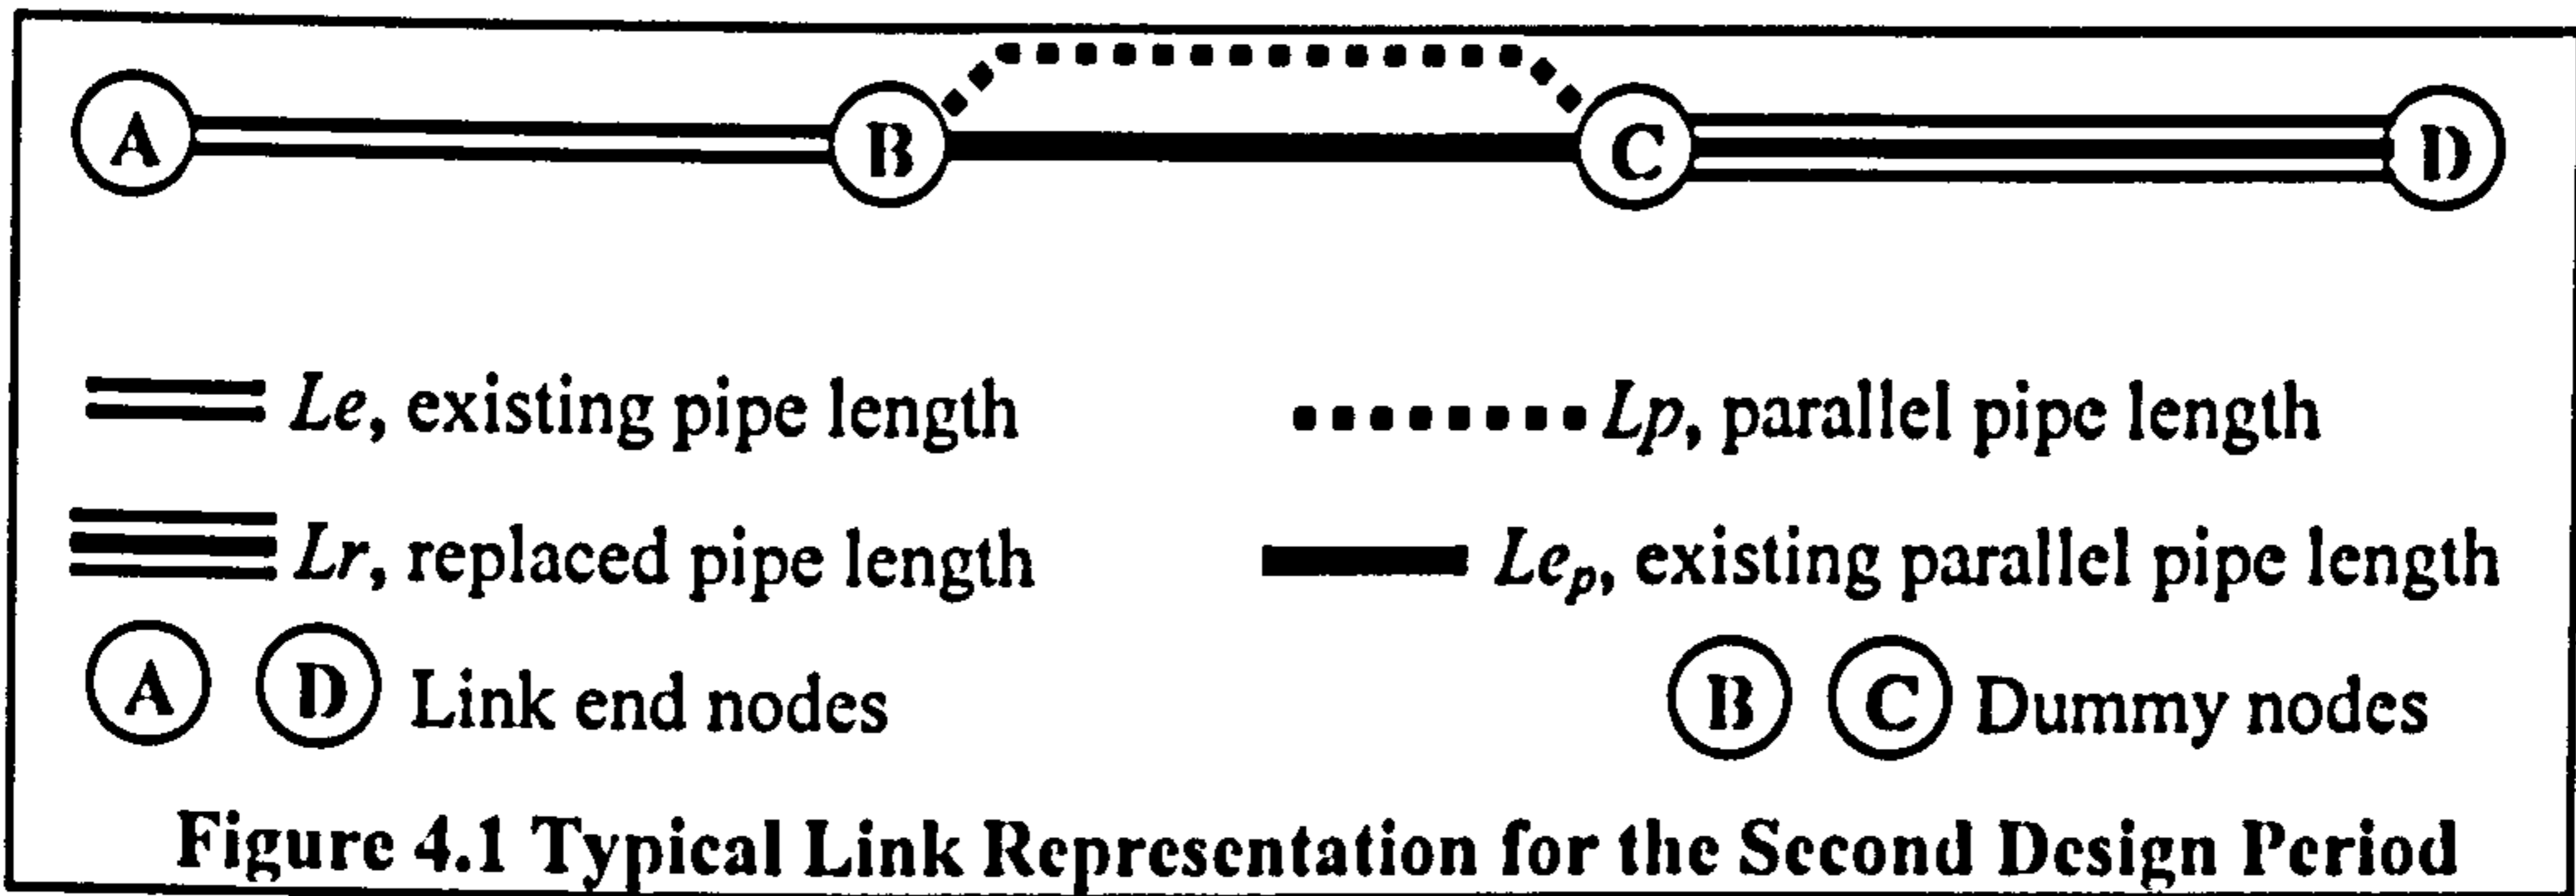 A B C D
Le, existing pipe length
Lp, parallel pipe length
Lr, replaced pipe length
Lep, existing parallel pipe length
A D Link end nodes
B C Dummy nodes
Figure 4.1 Typical Link Representation for the Second Design Period